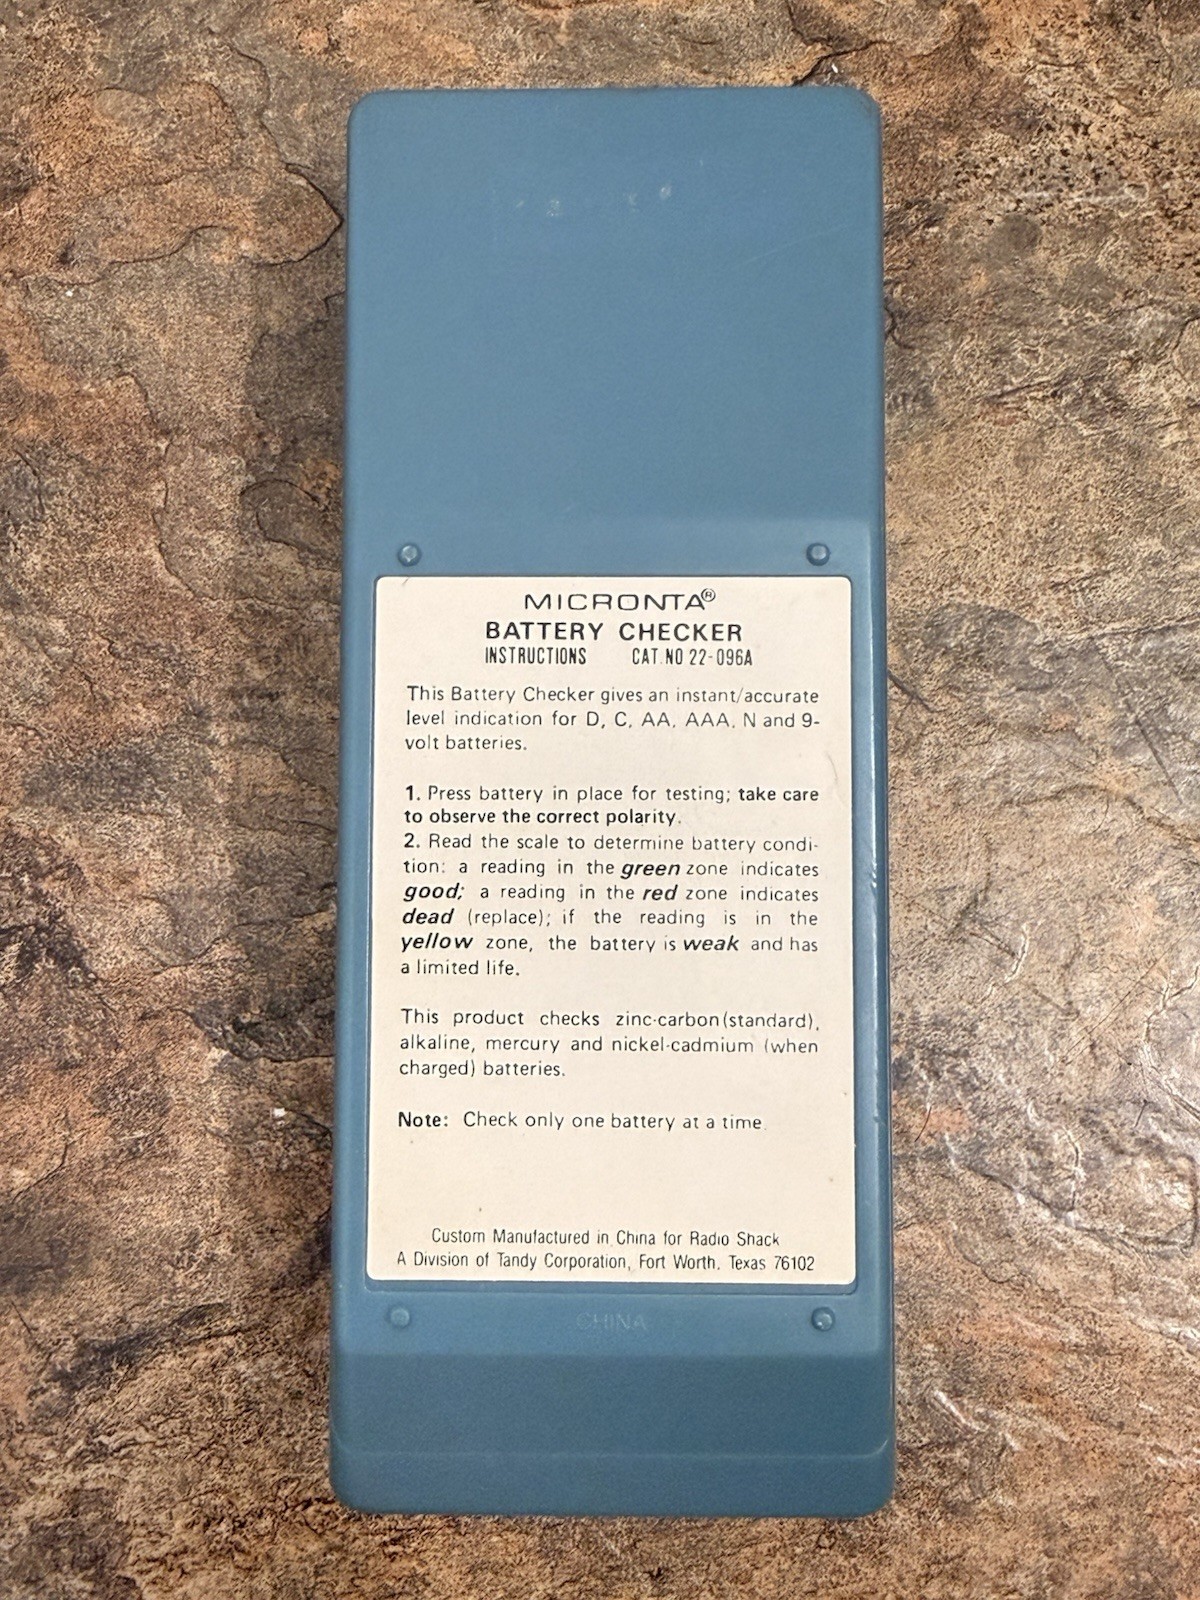 MICRONTA®
BATTERY CHECKER
INSTRUCTIONS CAT.NO 22-096A
This Battery Checker gives an instant/accurate
level indication for D, C, AA, AAA, N and 9-
volt batteries.
1. Press battery in place for testing; take care
to observe the correct polarity.
2. Read the scale to determine battery condi-
tion: a reading in the green zone indicates
good; a reading in the red zone indicates
dead (replace); if the reading is in the
yellow zone, the battery is weak and has
a limited life.
This product checks zinc-carbon(standard),
alkaline, mercury and nickel-cadmium (when
charged) batteries.
Note: Check only one battery at a time.
Custom Manufactured in China for Radio Shack
A Division of Tandy Corporation, Fort Worth, Texas 76102
CHINA